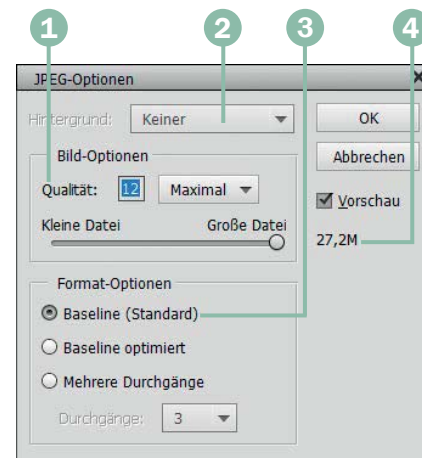 1 2 3 4
JPEG-Optionen x
Hintergrund: Keiner
OK
Bild-Optionen
Abbrechen
Qualität: 12 Maximal
Vorschau
Kleine Datei Große Datei
27,2M
Format-Optionen
Baseline (Standard)
Baseline optimiert
Mehrere Durchgänge
Durchgänge: 3